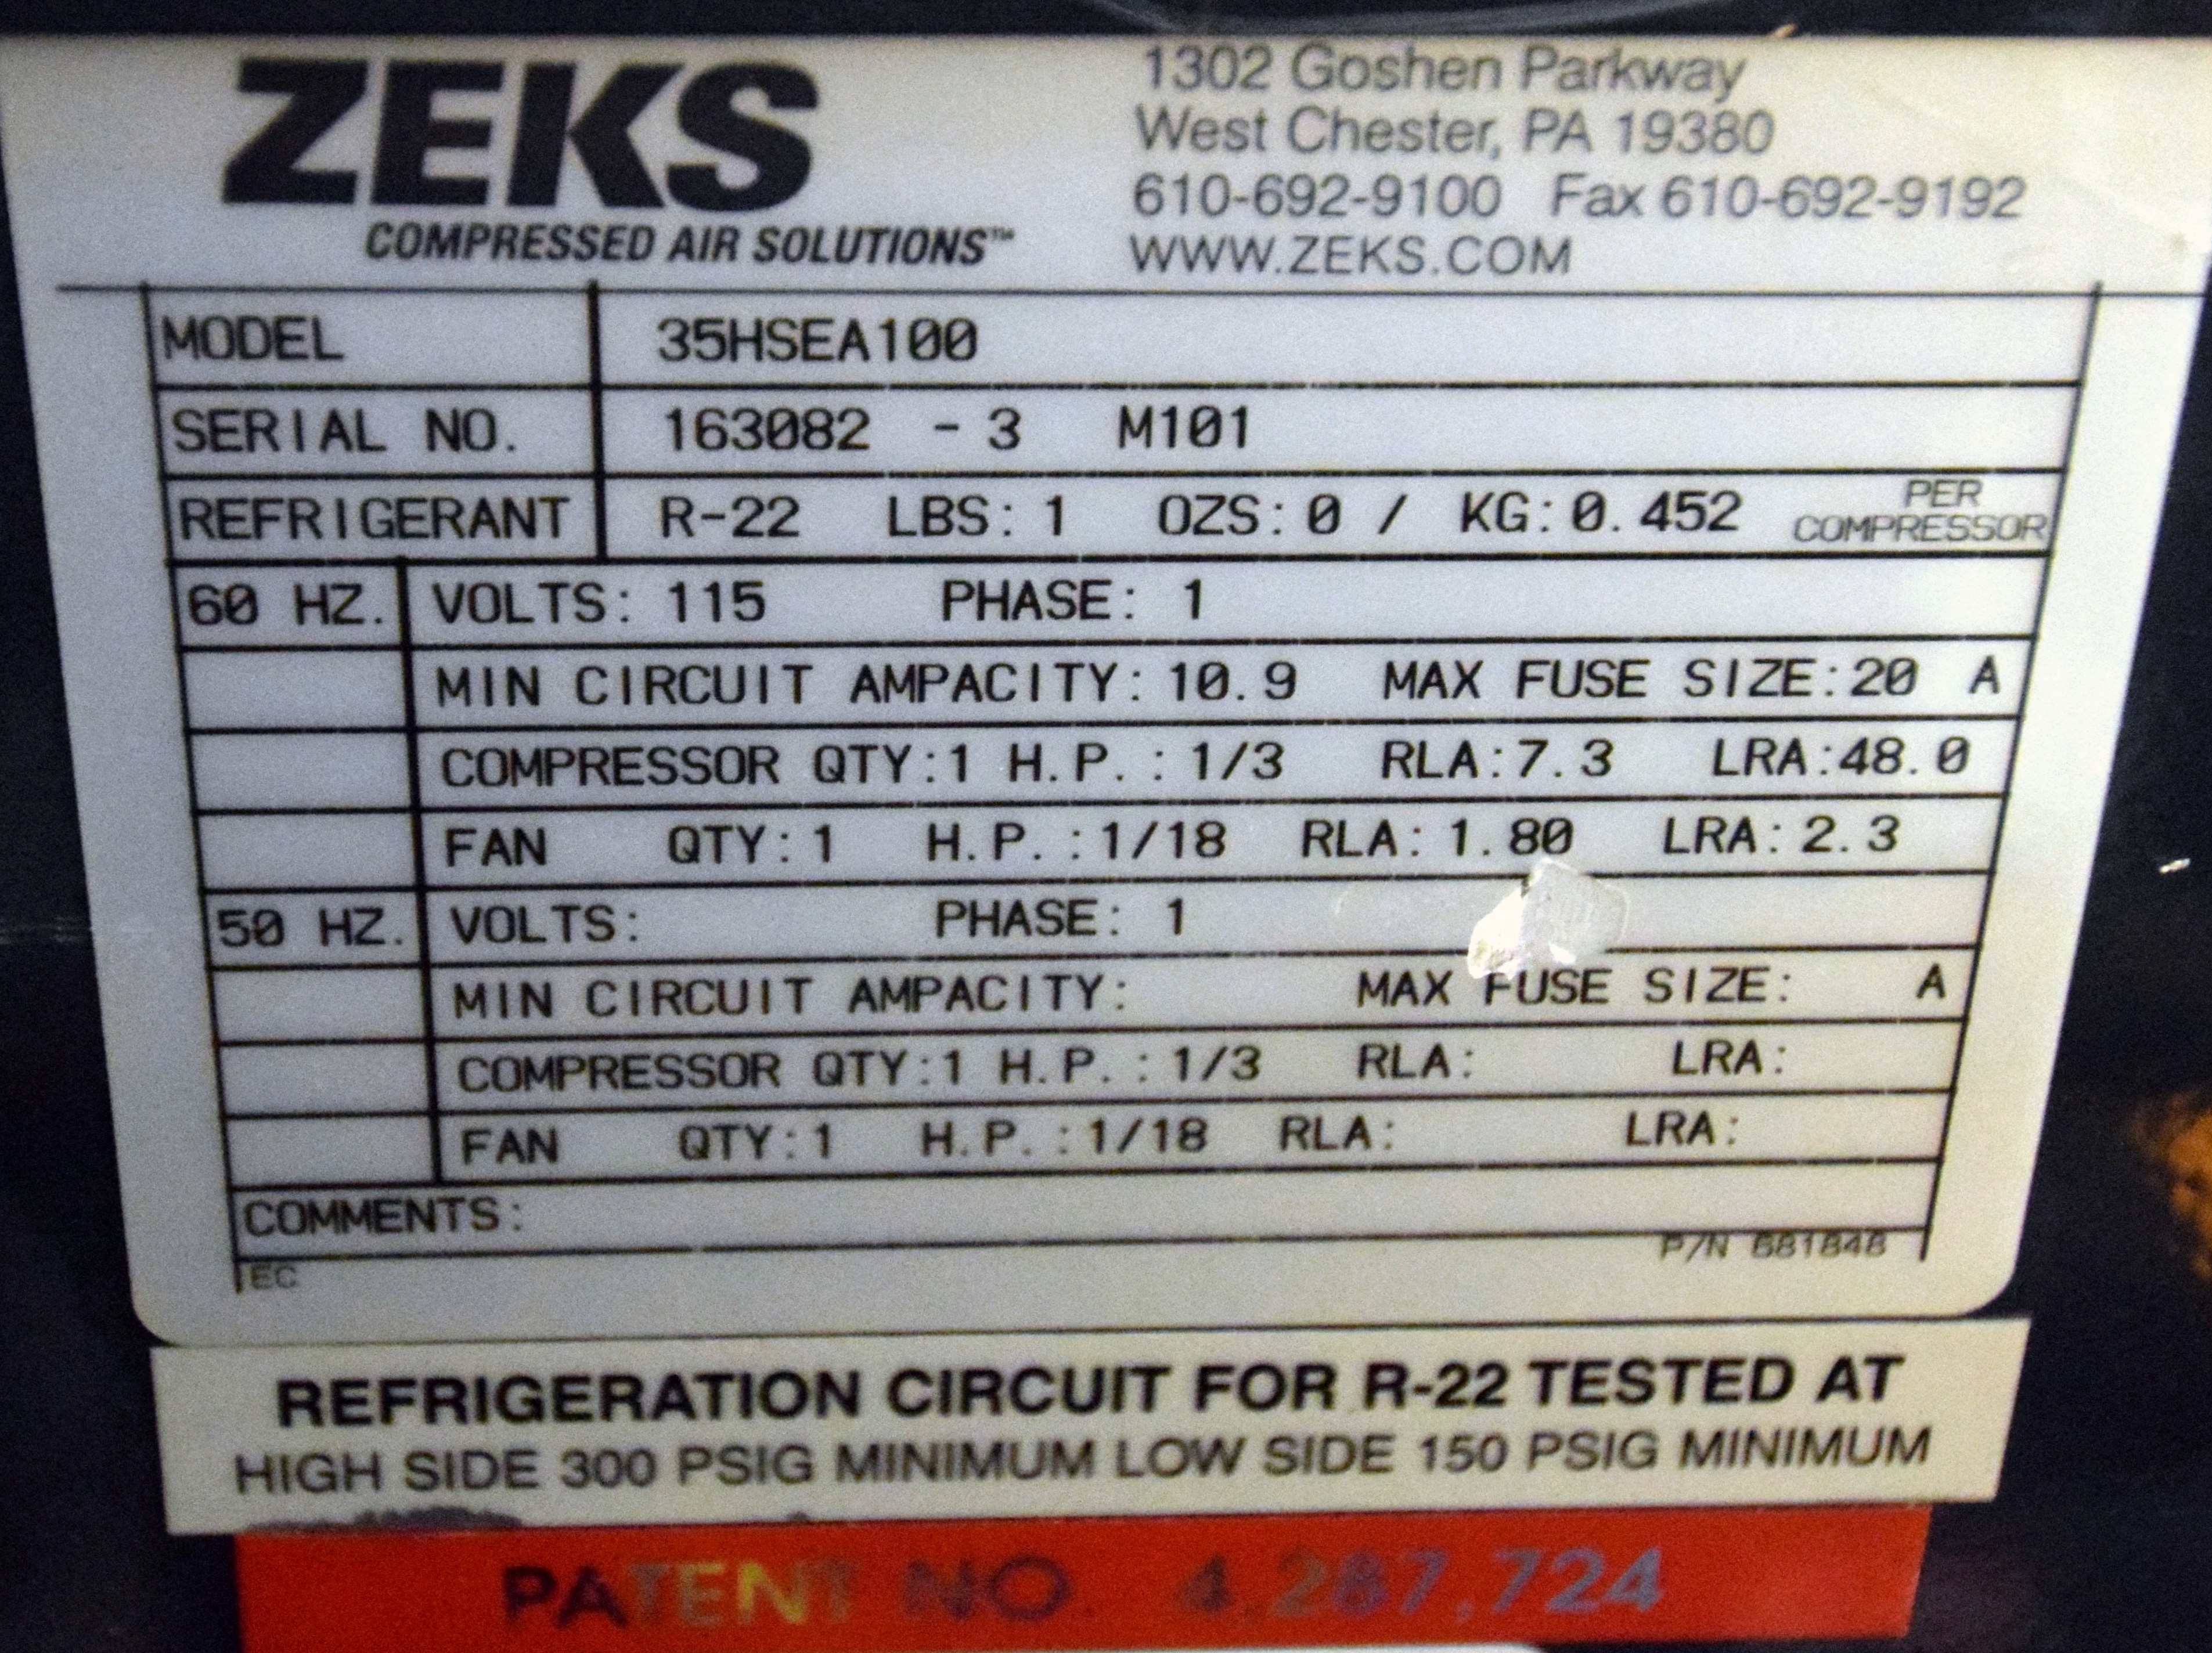 ZEKS
COMPRESSED AIR SOLUTIONS™
1302 Goshen Parkway
West Chester, PA 19380
610-692-9100 Fax 610-692-9192
WWW.ZEKS.COM
MODEL 35HSEA100
SERIAL NO. 163082 - 3 M101
REFRIGERANT R-22 LBS: 1 OZS: 0 / KG: 0.452 PER COMPRESSOR
60 HZ. VOLTS: 115 PHASE: 1
MIN CIRCUIT AMPACITY: 10.9 MAX FUSE SIZE: 20 A
COMPRESSOR QTY: 1 H.P.: 1/3 RLA: 7.3 LRA: 48.0
FAN QTY: 1 H.P.: 1/18 RLA: 1.80 LRA: 2.3
50 HZ. VOLTS: PHASE: 1
MIN CIRCUIT AMPACITY: MAX FUSE SIZE: A
COMPRESSOR QTY: 1 H.P.: 1/3 RLA: LRA:
FAN QTY: 1 H.P.: 1/18 RLA: LRA:
COMMENTS:
EC P/N 681848
REFRIGERATION CIRCUIT FOR R-22 TESTED AT
HIGH SIDE 300 PSIG MINIMUM LOW SIDE 150 PSIG MINIMUM
PATENT NO. 4,287,724